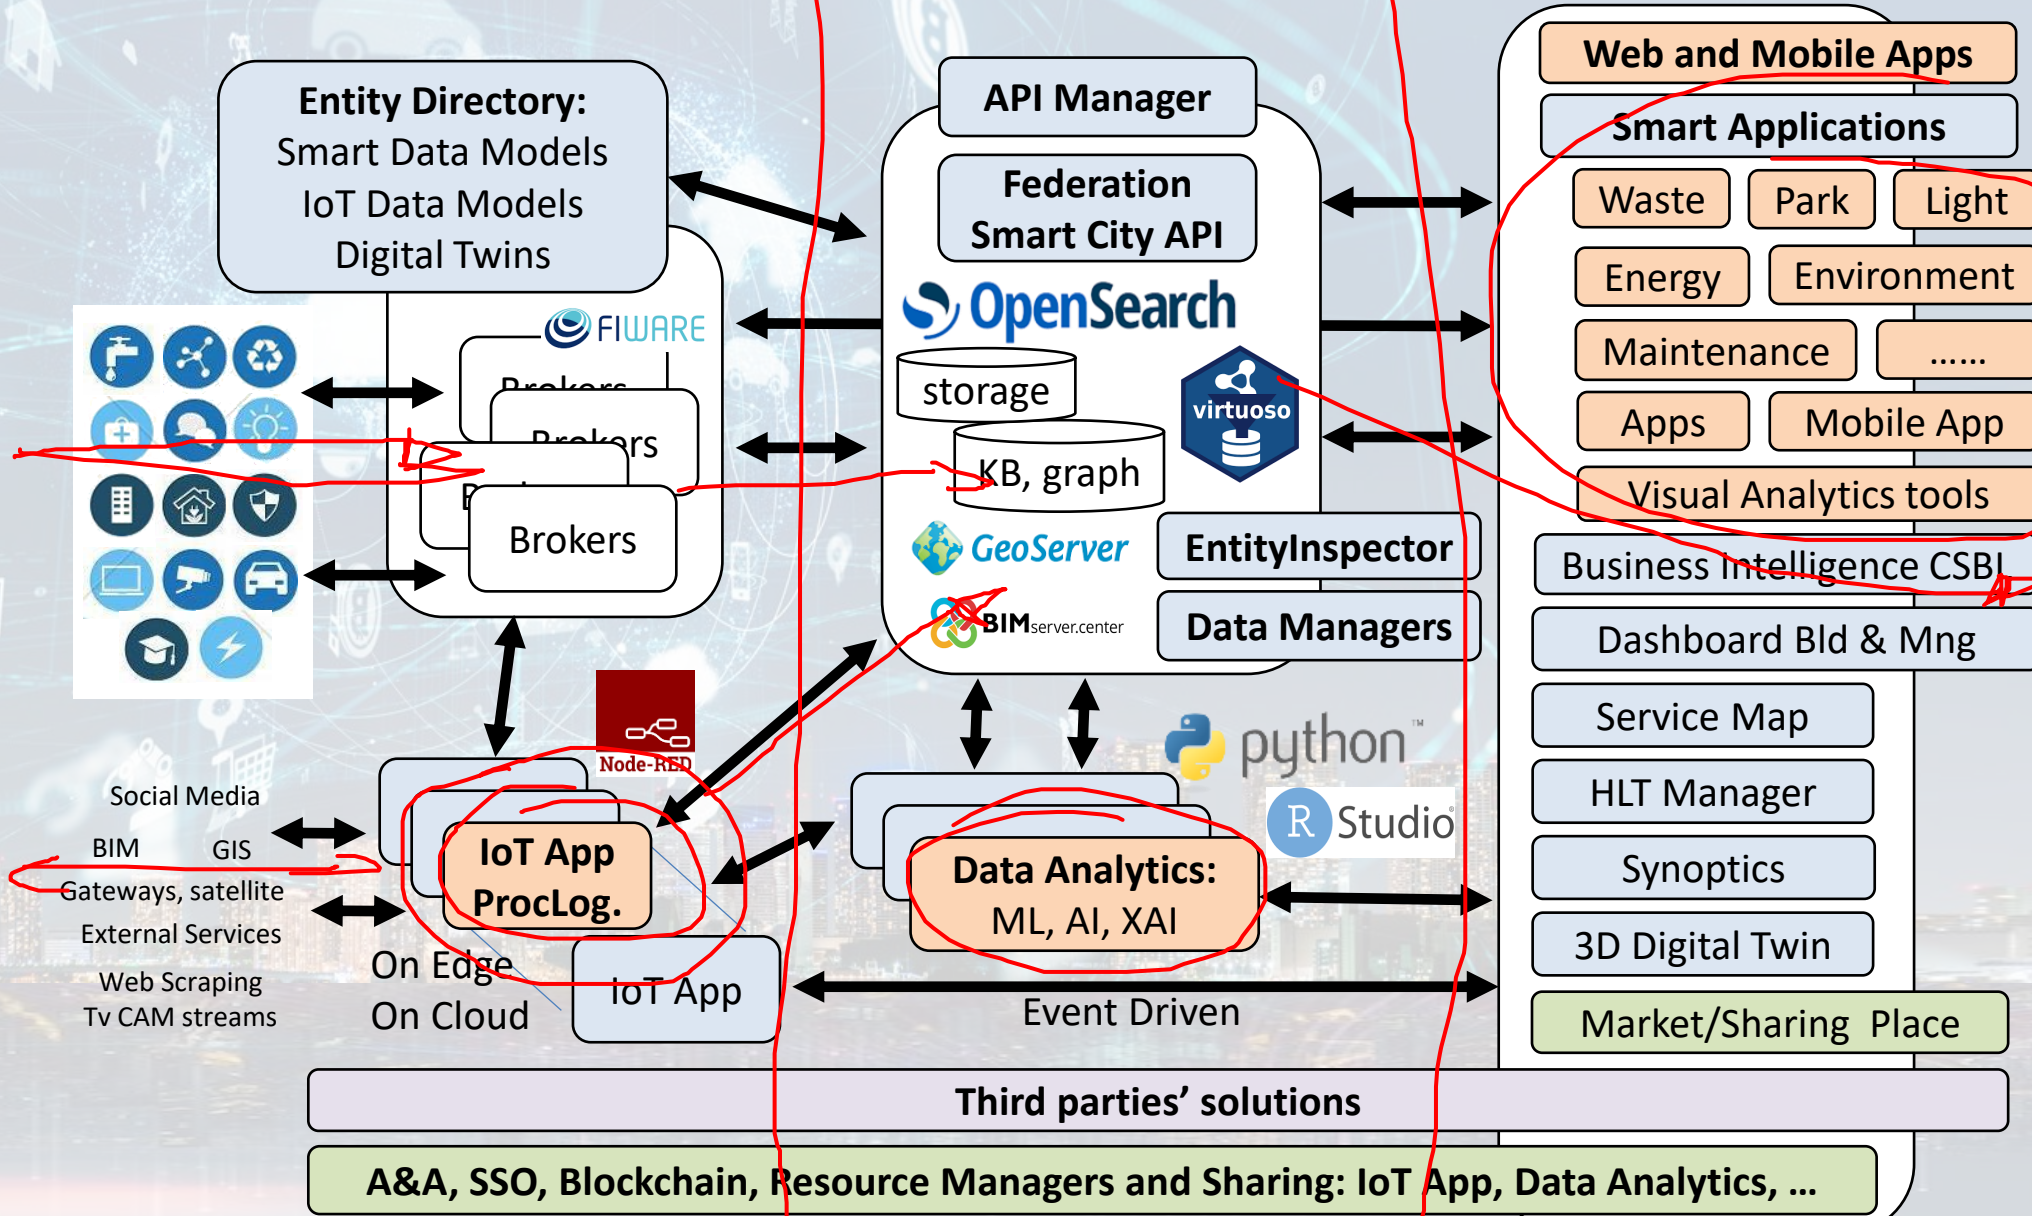 Entity Directory:
Smart Data Models
IoT Data Models
Digital Twins
FIWARE
Brokers
Brokers
Brokers
Social Media
BIM GIS
Gateways, satellite
External Services
Web Scraping
Tv CAM streams
Node-RED
IoT App
ProcLog.
On Edge
On Cloud
IoT App
API Manager
Federation
Smart City API
OpenSearch
storage
virtuoso
KB, graph
GeoServer
EntityInspector
BIMserver.center
Data Managers
python™
R Studio
Data Analytics:
ML, AI, XAI
Event Driven
Web and Mobile Apps
Smart Applications
Waste Park Light
Energy Environment
Maintenance ……
Apps Mobile App
Visual Analytics tools
Business Intelligence CSBI
Dashboard Bld & Mng
Service Map
HLT Manager
Synoptics
3D Digital Twin
Market/Sharing Place
Third parties’ solutions
A&A, SSO, Blockchain, Resource Managers and Sharing: IoT App, Data Analytics, …